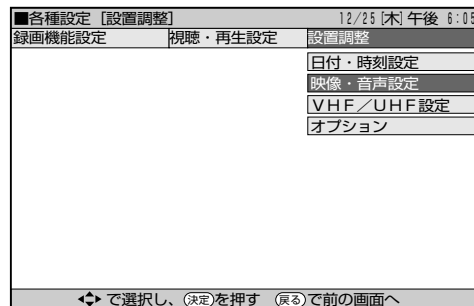 ■各種設定［設置調整］ 12/25[木]午後 6:05
録画機能設定 視聴・再生設定 設置調整
日付・時刻設定
映像・音声設定
ＶＨＦ／ＵＨＦ設定
オプション
で選択し、決定を押す 戻るで前の画面へ